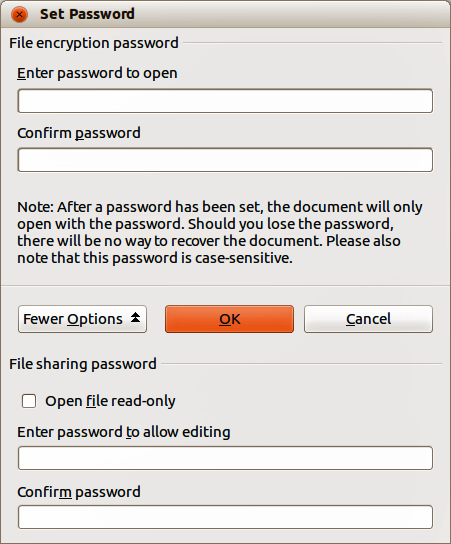 Set Password
File encryption password
Enter password to open
Confirm password
Note: After a password has been set, the document will only
open with the password. Should you lose the password,
there will be no way to recover the document. Please also
note that this password is case-sensitive.
Fewer Options OK Cancel
File sharing password
Open file read-only
Enter password to allow editing
Confirm password